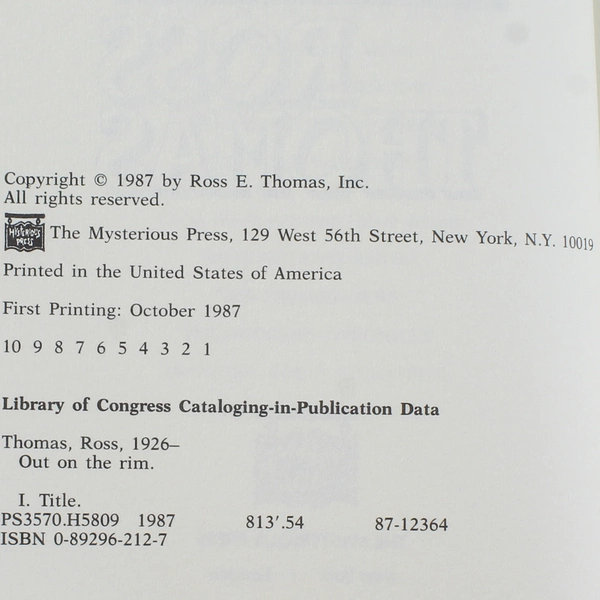 Copyright © 1987 by Ross E. Thomas, Inc.
All rights reserved.
Mysterious Press The Mysterious Press, 129 West 56th Street, New York, N.Y. 10019
Printed in the United States of America
First Printing: October 1987
10 9 8 7 6 5 4 3 2 1
Library of Congress Cataloging-in-Publication Data
Thomas, Ross, 1926–
Out on the rim.
I. Title.
PS3570.H5809 1987 813′.54 87-12364
ISBN 0-89296-212-7